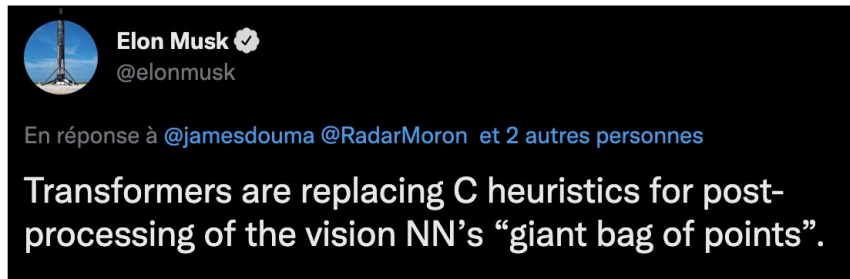 Elon Musk
@elonmusk
En réponse à @jamesdouma @RadarMoron et 2 autres personnes
Transformers are replacing C heuristics for post-
processing of the vision NN’s “giant bag of points”.